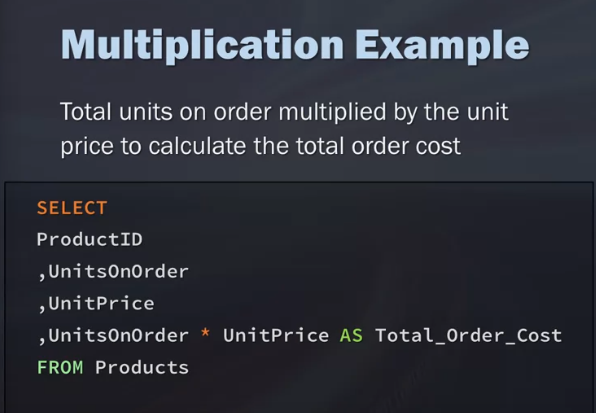 Multiplication Example
Total units on order multiplied by the unit
price to calculate the total order cost
SELECT
ProductID
,UnitsOnOrder
,UnitPrice
,UnitsOnOrder * UnitPrice AS Total_Order_Cost
FROM Products